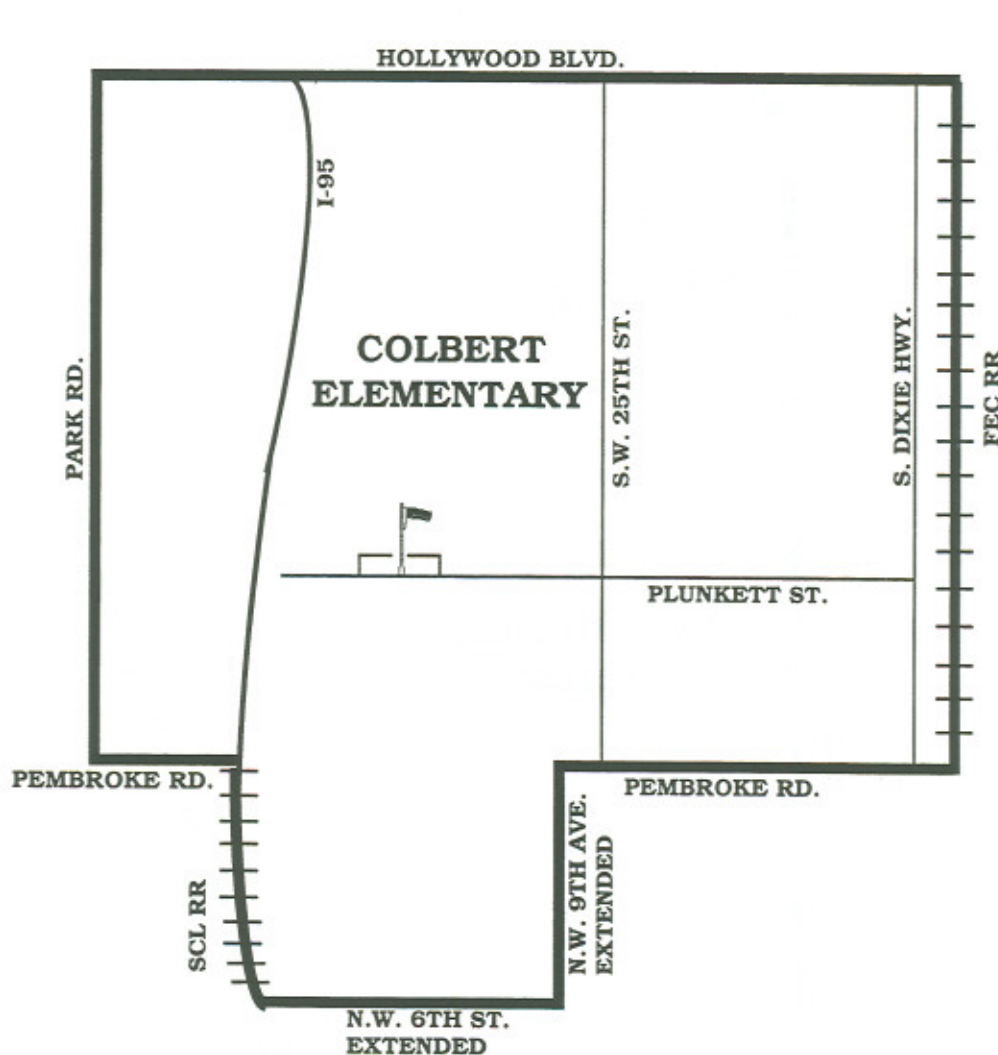 HOLLYWOOD BLVD.
I-95
COLBERT
ELEMENTARY
PARK RD.
S.W. 25TH ST.
S. DIXIE HWY.
FEC RR
PLUNKETT ST.
PEMBROKE RD.
PEMBROKE RD.
N.W. 9TH AVE.
EXTENDED
SCL RR
N.W. 6TH ST.
EXTENDED